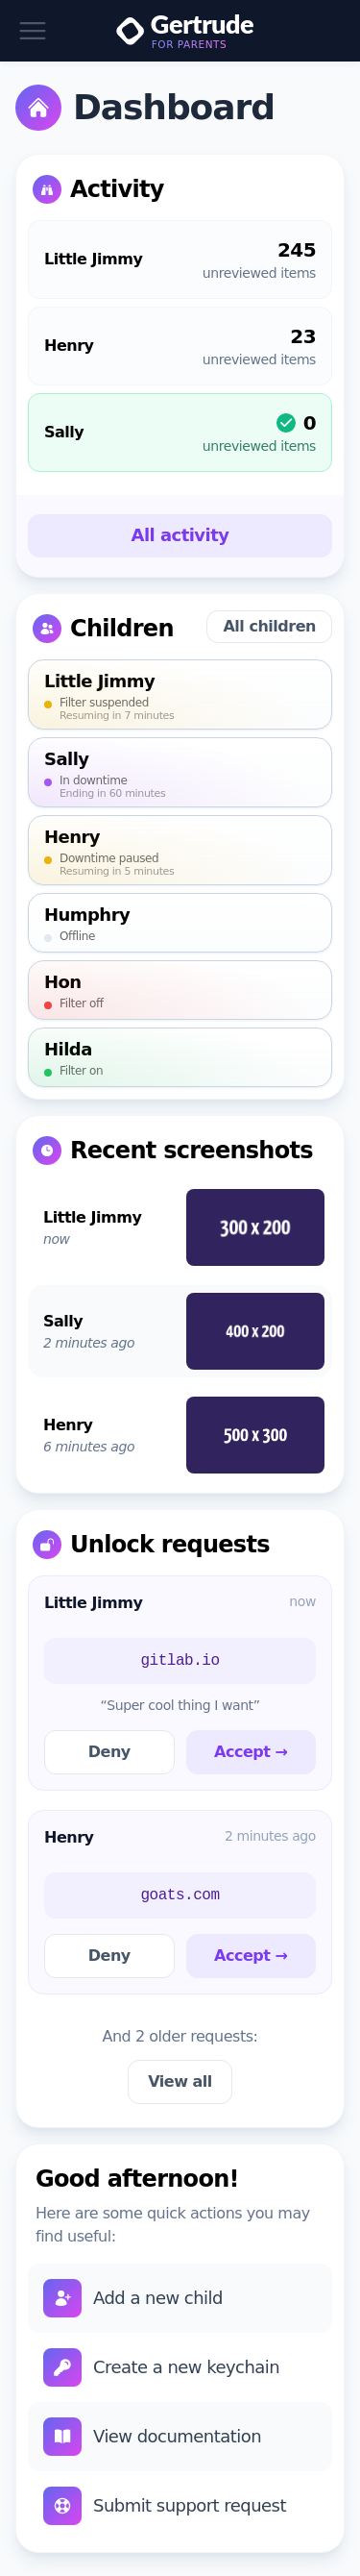 Gertrude
FOR PARENTS
Dashboard
Activity
Little Jimmy
245
unreviewed items
Henry
23
unreviewed items
Sally
0
unreviewed items
All activity
Children
All children
Little Jimmy
Filter suspended
Resuming in 7 minutes
Sally
In downtime
Ending in 60 minutes
Henry
Downtime paused
Resuming in 5 minutes
Humphry
Offline
Hon
Filter off
Hilda
Filter on
Recent screenshots
Little Jimmy
now
300 x 200
Sally
2 minutes ago
400 x 200
Henry
6 minutes ago
500 x 300
Unlock requests
Little Jimmy
now
gitlab.io
“Super cool thing I want”
Deny
Accept →
Henry
2 minutes ago
goats.com
Deny
Accept →
And 2 older requests:
View all
Good afternoon!
Here are some quick actions you may
find useful:
Add a new child
Create a new keychain
View documentation
Submit support request